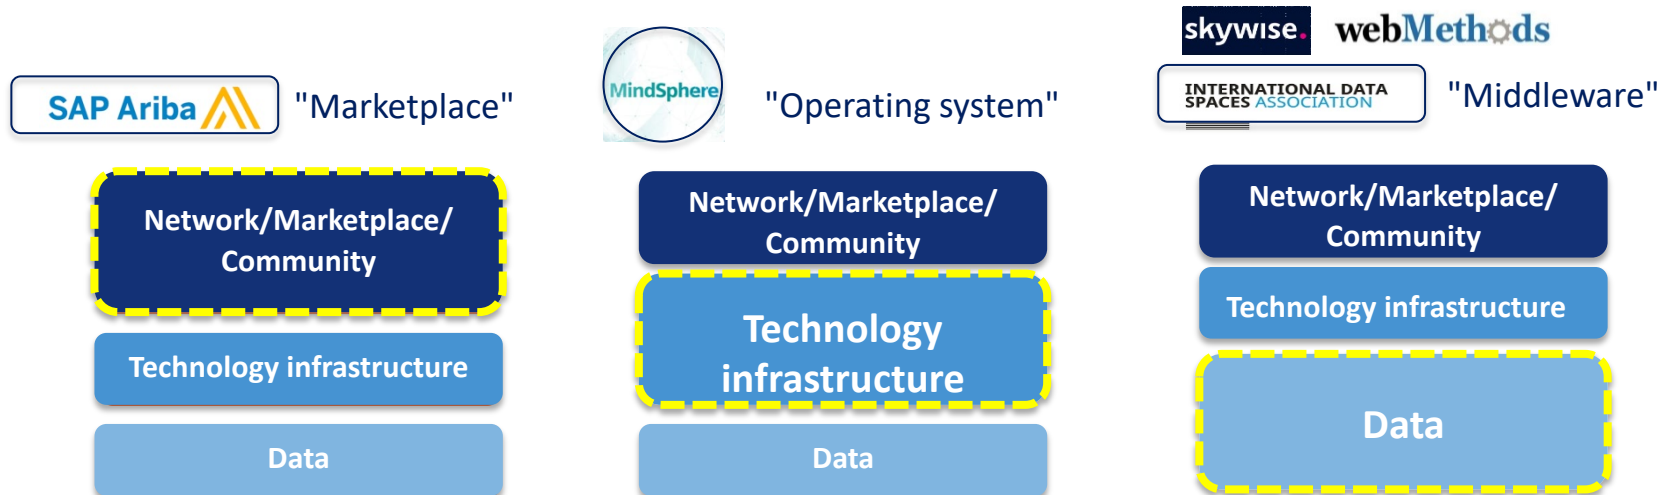 SAP Ariba
"Marketplace"
Network/Marketplace/
Community
Technology infrastructure
Data
MindSphere
"Operating system"
Network/Marketplace/
Community
Technology
infrastructure
Data
skywise.
webMethods
INTERNATIONAL DATA
SPACES ASSOCIATION
"Middleware"
Network/Marketplace/
Community
Technology infrastructure
Data